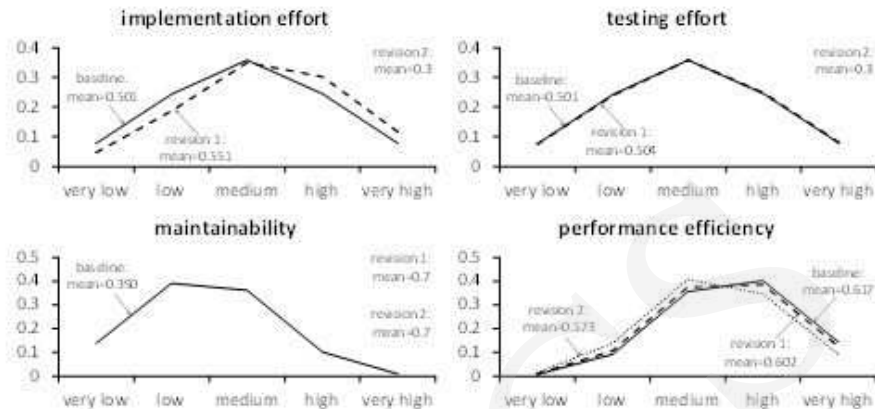 implementation effort
0.4
0.3
0.2
0.1
0
baseline:
mean=0.501
revision 1:
mean=0.551
revision 2:
mean=0.3
very low
low
medium
high
very high
testing effort
0.4
0.3
0.2
0.1
0
baseline:
mean=0.501
revision 1:
mean=0.504
revision 2:
mean=0.3
very low
low
medium
high
very high
maintainability
0.5
0.4
0.3
0.2
0.1
0
baseline:
mean=0.350
revision 1:
mean=0.7
revision 2:
mean=0.7
very low
low
medium
high
very high
performance efficiency
0.5
0.4
0.3
0.2
0.1
0
revision 2:
mean=0.573
baseline:
mean=0.617
revision 1:
mean=0.602
very low
low
medium
high
very high